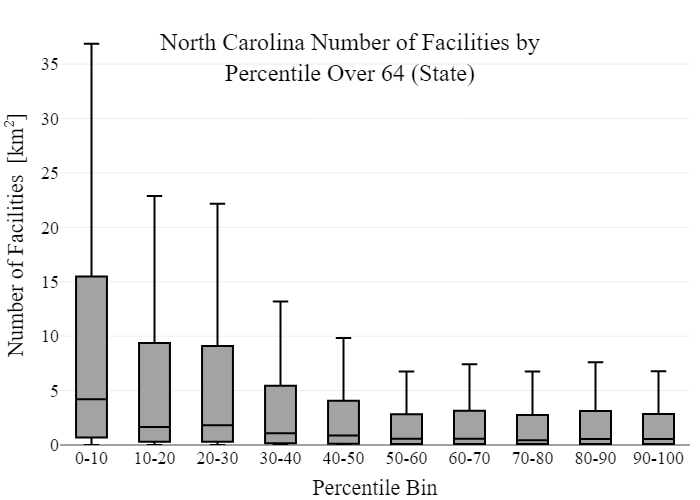 North Carolina Number of Facilities by
Percentile Over 64 (State)
Number of Facilities [km²]
35
30
25
20
15
10
5
0
0-10 10-20 20-30 30-40 40-50 50-60 60-70 70-80 80-90 90-100
Percentile Bin